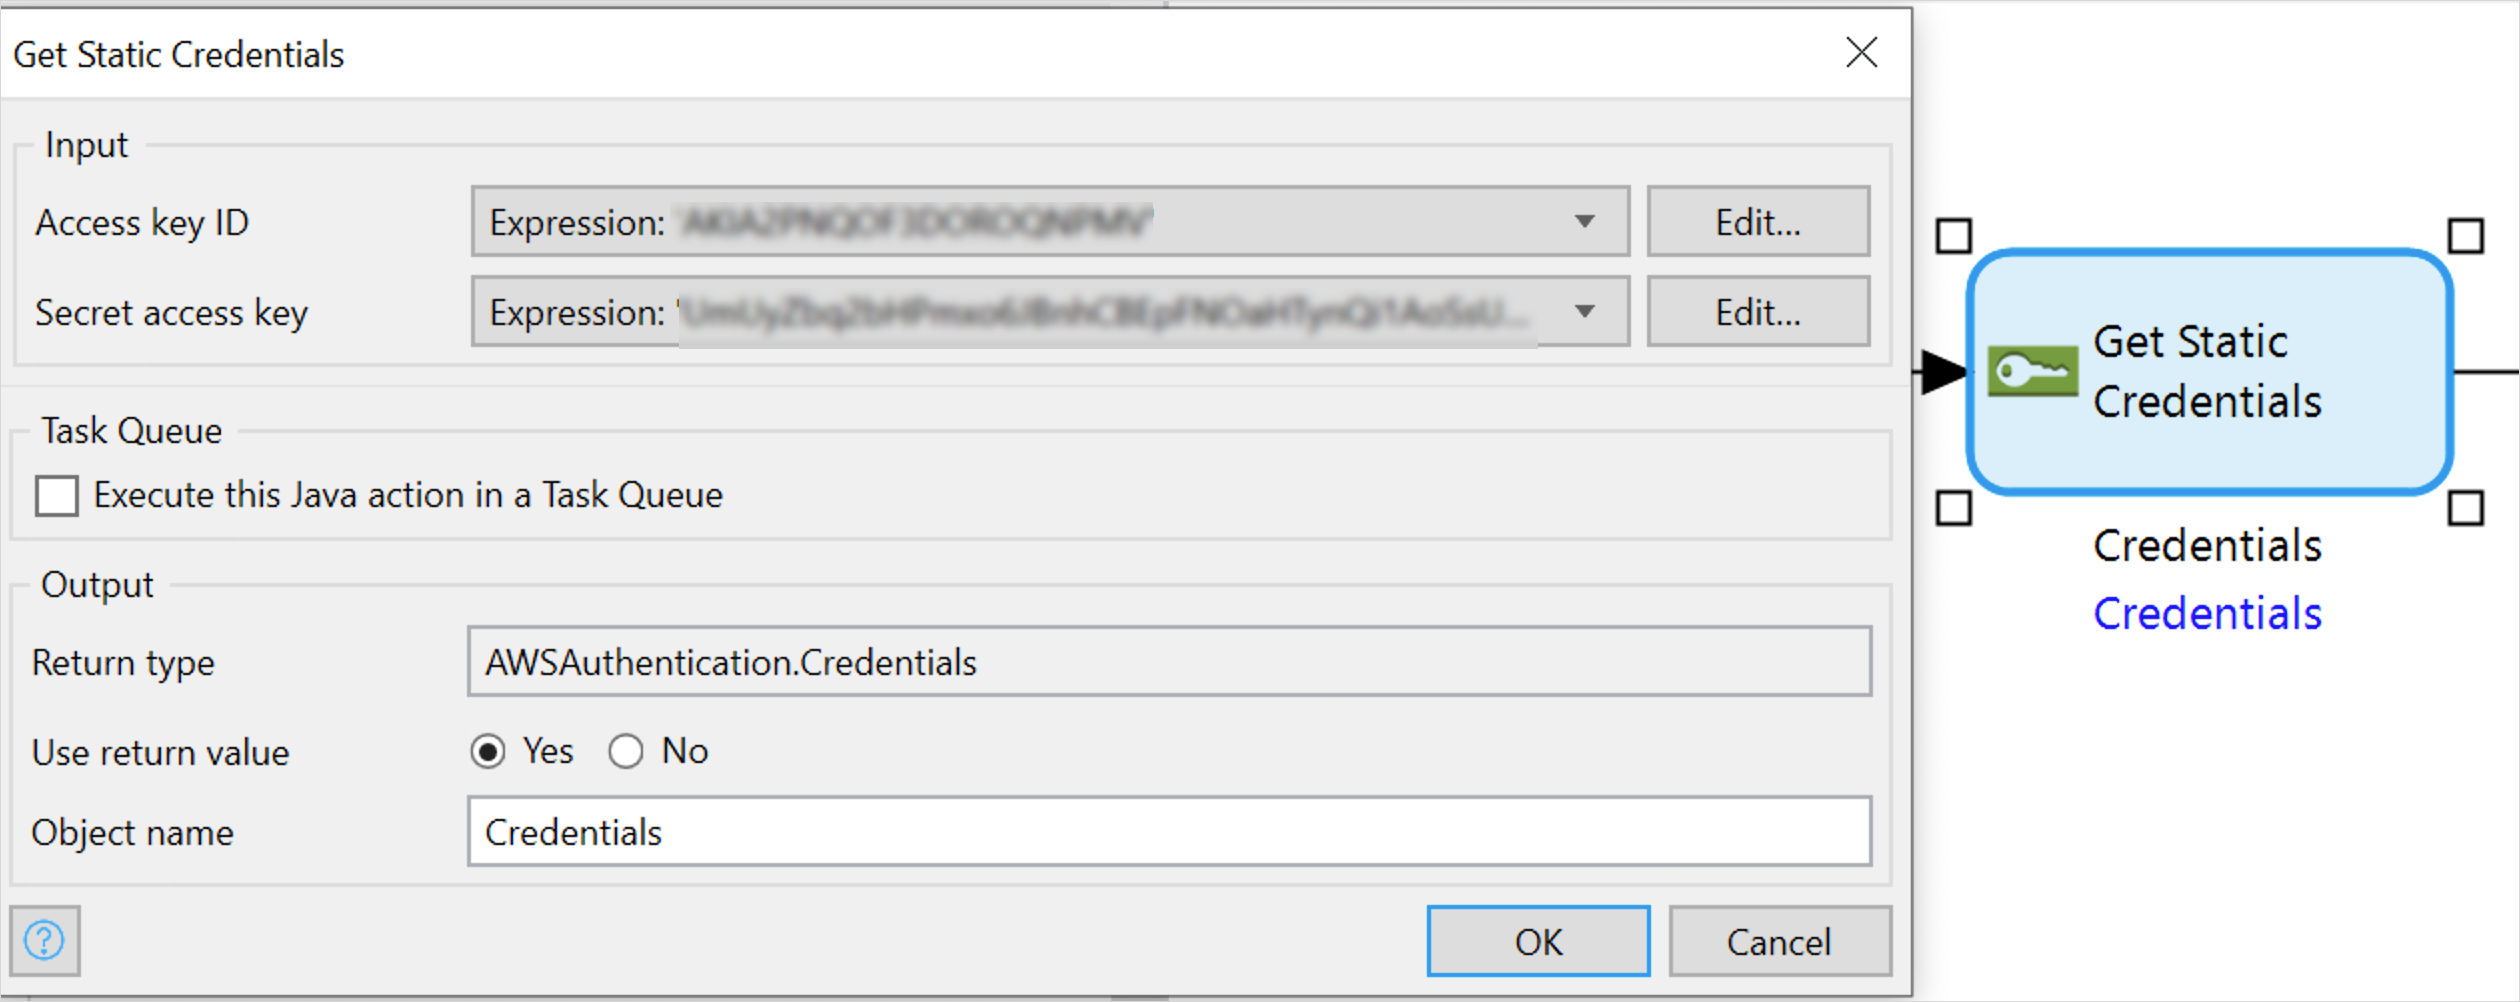 Get Static Credentials
Input
Access key ID
Expression:
Edit...
Secret access key
Expression: '
Edit...
Task Queue
Execute this Java action in a Task Queue
Output
Return type
AWSAuthentication.Credentials
Use return value
Yes No
Object name
Credentials
?
OK
Cancel
Get Static
Credentials
Credentials
Credentials